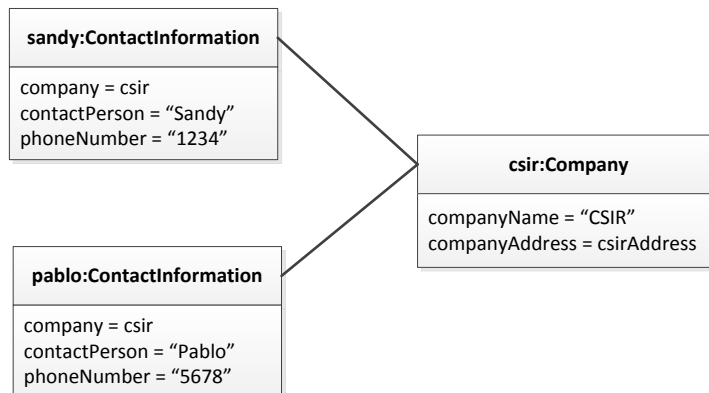 sandy:ContactInformation
company = csir
contactPerson = “Sandy”
phoneNumber = “1234”
csir:Company
companyName = “CSIR”
companyAddress = csirAddress
pablo:ContactInformation
company = csir
contactPerson = “Pablo”
phoneNumber = “5678”